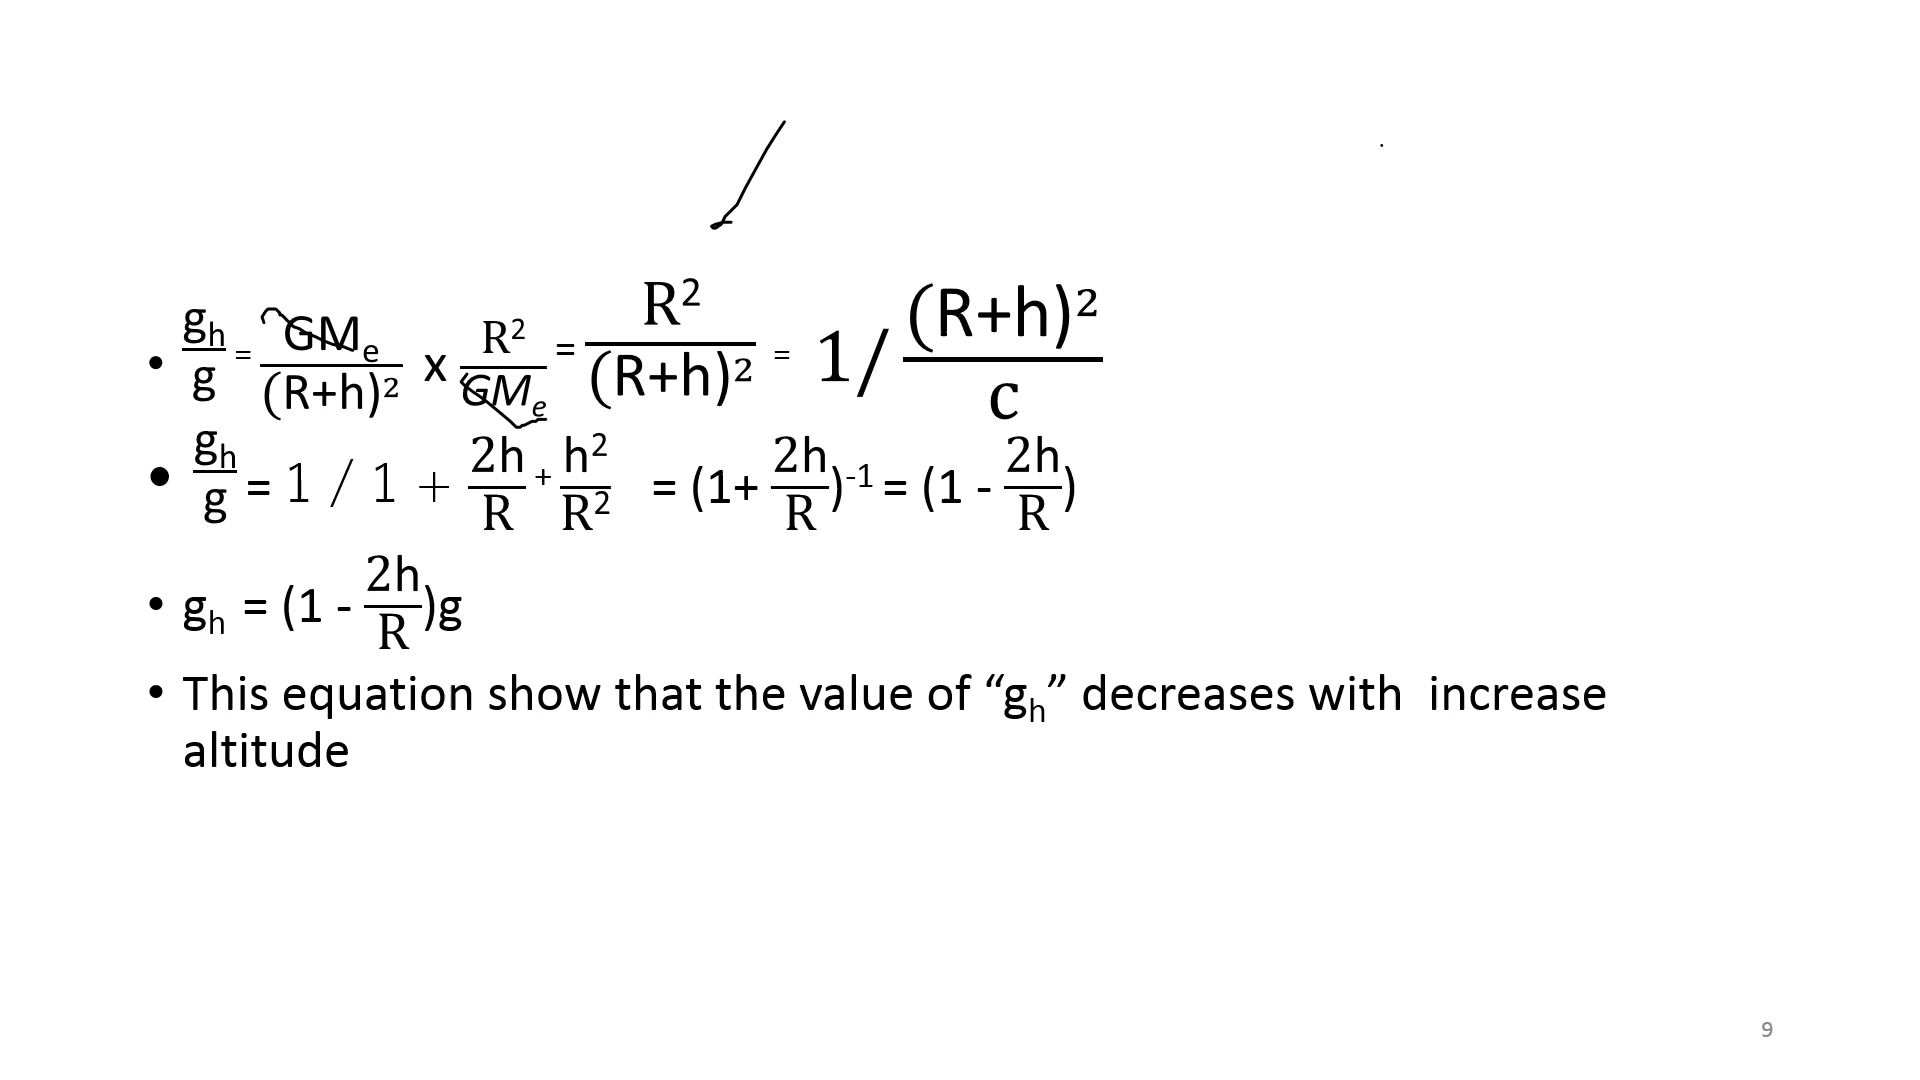 • gₕ/g = GMₑ/(R+h)² x R²/GMₑ = R²/(R+h)² = 1/ (R+h)²/c
• gₕ/g = 1 / 1 + 2h/R + h²/R² = (1+ 2h/R)⁻¹ = (1 - 2h/R)
• gₕ = (1 - 2h/R)g
• This equation show that the value of “gₕ” decreases with increase
altitude
9